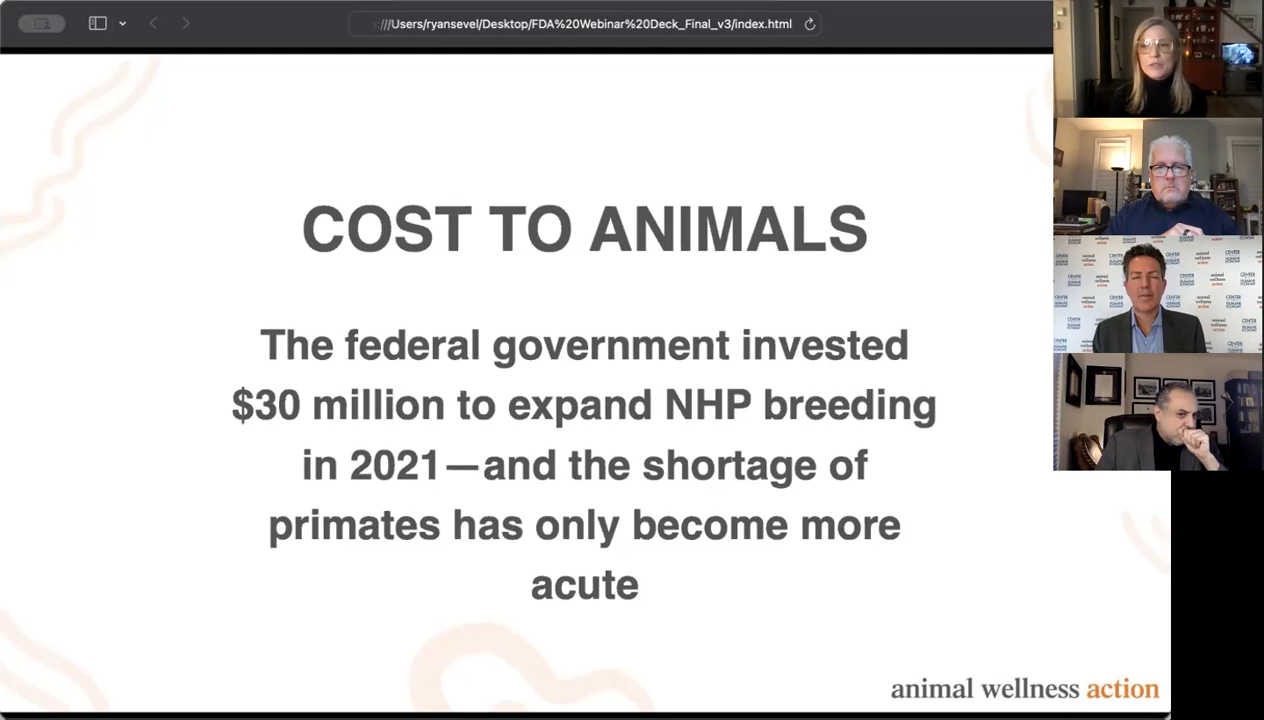 :///Users/ryansevel/Desktop/FDA%20Webinar%20Deck_Final_v3/index.html
COST TO ANIMALS
The federal government invested
$30 million to expand NHP breeding
in 2021—and the shortage of
primates has only become more
acute
animal wellness action